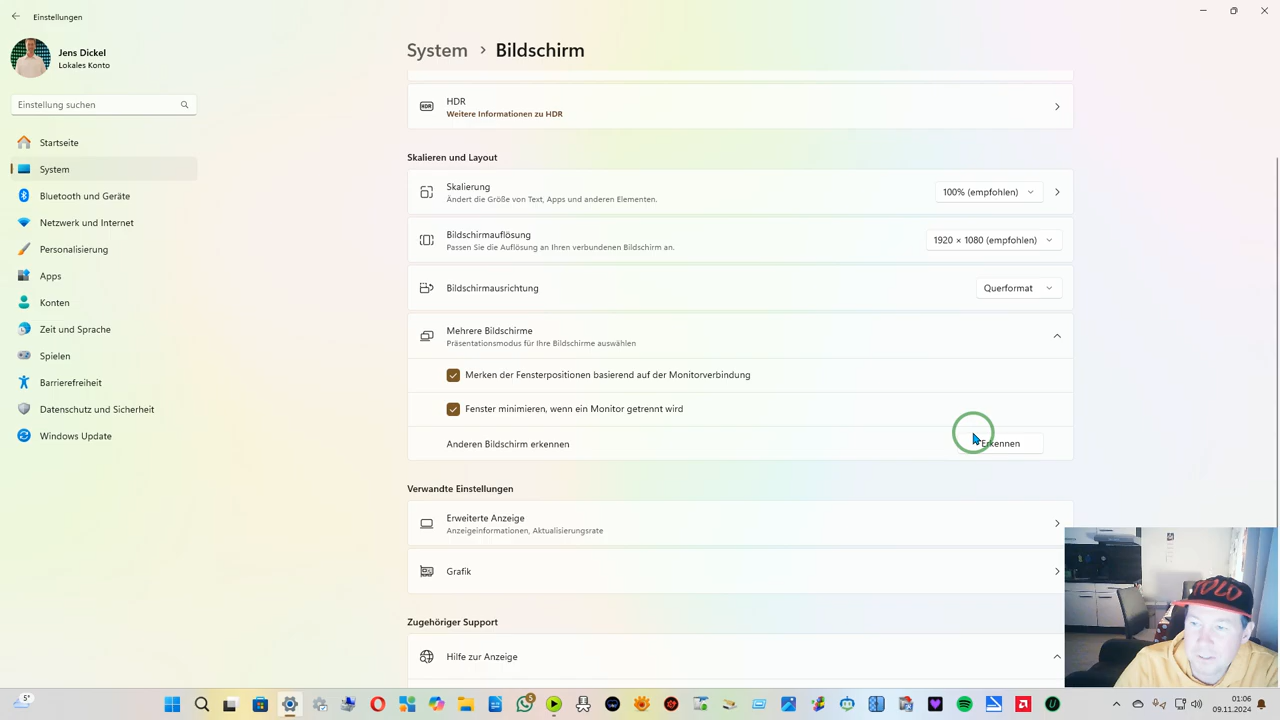 Einstellungen
Jens Dickel
Lokales Konto
Einstellung suchen
Startseite
System
Bluetooth und Geräte
Netzwerk und Internet
Personalisierung
Apps
Konten
Zeit und Sprache
Spielen
Barrierefreiheit
Datenschutz und Sicherheit
Windows Update
System > Bildschirm
HDR
Weitere Informationen zu HDR
Skalieren und Layout
Skalierung
Ändert die Größe von Text, Apps und anderen Elementen.
100% (empfohlen)
Bildschirmauflösung
Passen Sie die Auflösung an Ihren verbundenen Bildschirm an.
1920 × 1080 (empfohlen)
Bildschirmausrichtung
Querformat
Mehrere Bildschirme
Präsentationsmodus für Ihre Bildschirme auswählen
Merken der Fensterpositionen basierend auf der Monitorverbindung
Fenster minimieren, wenn ein Monitor getrennt wird
Anderen Bildschirm erkennen
Erkennen
Verwandte Einstellungen
Erweiterte Anzeige
Anzeigeinformationen, Aktualisierungsrate
Grafik
Zugehöriger Support
Hilfe zur Anzeige
5°
5
01:06
09.11.2024